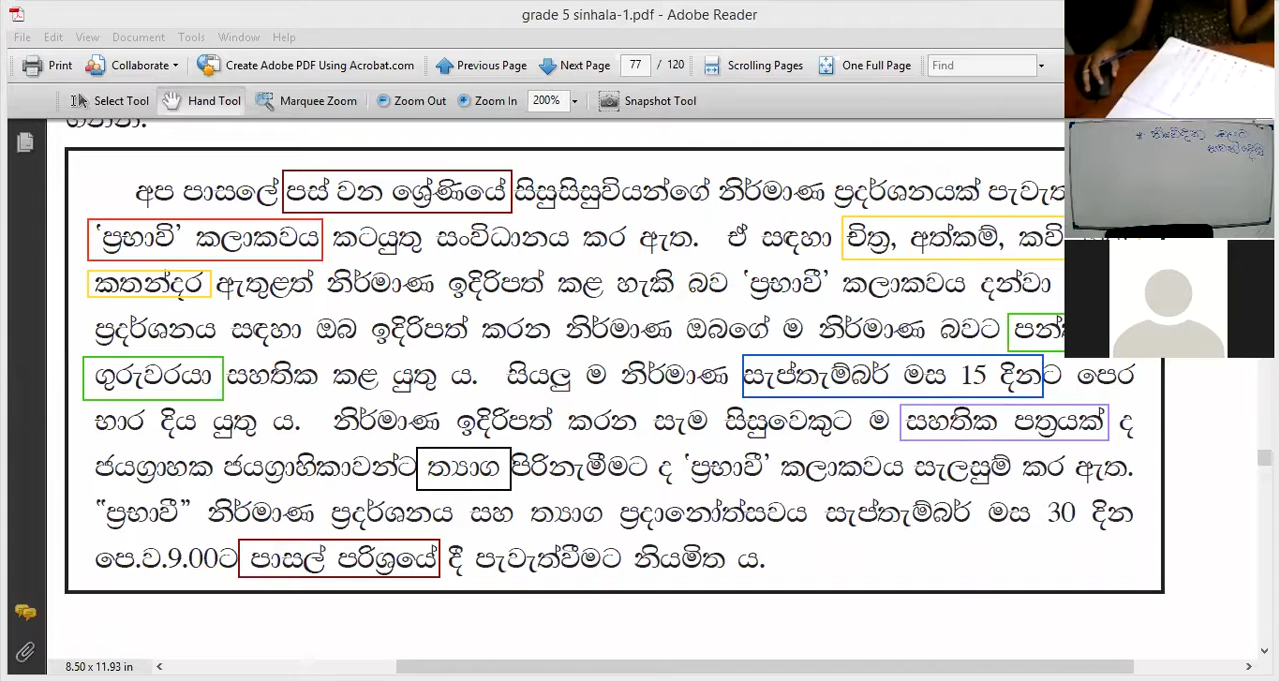 grade 5 sinhala-1.pdf - Adobe Reader
File Edit View Document Tools Window Help
Print Collaborate Create Adobe PDF Using Acrobat.com Previous Page Next Page 77 / 120 Scrolling Pages One Full Page Find
Select Tool Hand Tool Marquee Zoom Zoom Out Zoom In 200% Snapshot Tool
අප පාසලේ පස් වන ශ්‍රේණියේ සිසුසිසුවියන්ගේ නිර්මාණ ප්‍රදර්ශනයක්
‘ප්‍රභාවි’ කලාකවය කටයුතු සංවිධානය කර ඇත. ඒ සඳහා චිත්‍ර, අත්කම්, කවි
කතන්දර ඇතුළත් නිර්මාණ ඉදිරිපත් කළ හැකි බව ‘ප්‍රභාවී’ කලාකවය දන්වා
ප්‍රදර්ශනය සඳහා ඔබ ඉදිරිපත් කරන නිර්මාණ ඔබගේ ම නිර්මාණ බවට
ගුරුවරයා සහතික කළ යුතු ය. සියලු ම නිර්මාණ සැප්තැම්බර් මස 15 දිනට පෙර
භාර දිය යුතු ය. නිර්මාණ ඉදිරිපත් කරන සැම සිසුවෙකුට ම සහතික පත්‍රයක් ද
ජයග්‍රාහක ජයග්‍රාහිකාවන්ට ත්‍යාග පිරිනැමීමට ද ‘ප්‍රභාවී’ කලාකවය සැලසුම් කර ඇත.
“ප්‍රභාවී” නිර්මාණ ප්‍රදර්ශනය සහ ත්‍යාග ප්‍රදානෝත්සවය සැප්තැම්බර් මස 30 දින
පෙ.ව.9.00ට පාසල් පරිශ්‍රයේ දී පැවැත්වීමට නියමිත ය.
8.50 x 11.93 in